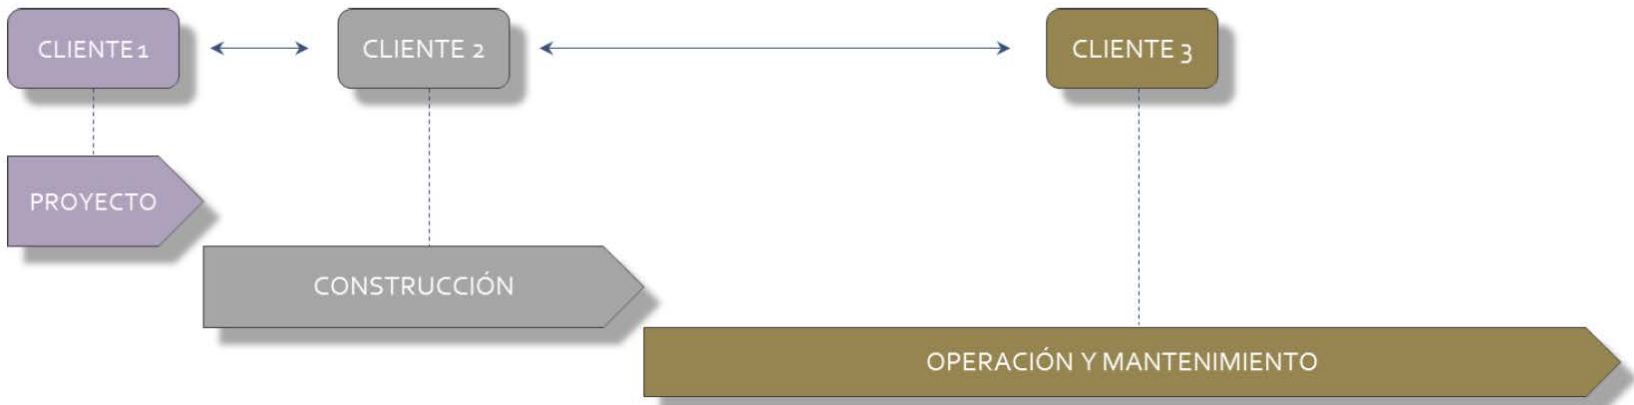 CLIENTE 1
CLIENTE 2
CLIENTE 3
PROYECTO
CONSTRUCCIÓN
OPERACIÓN Y MANTENIMIENTO